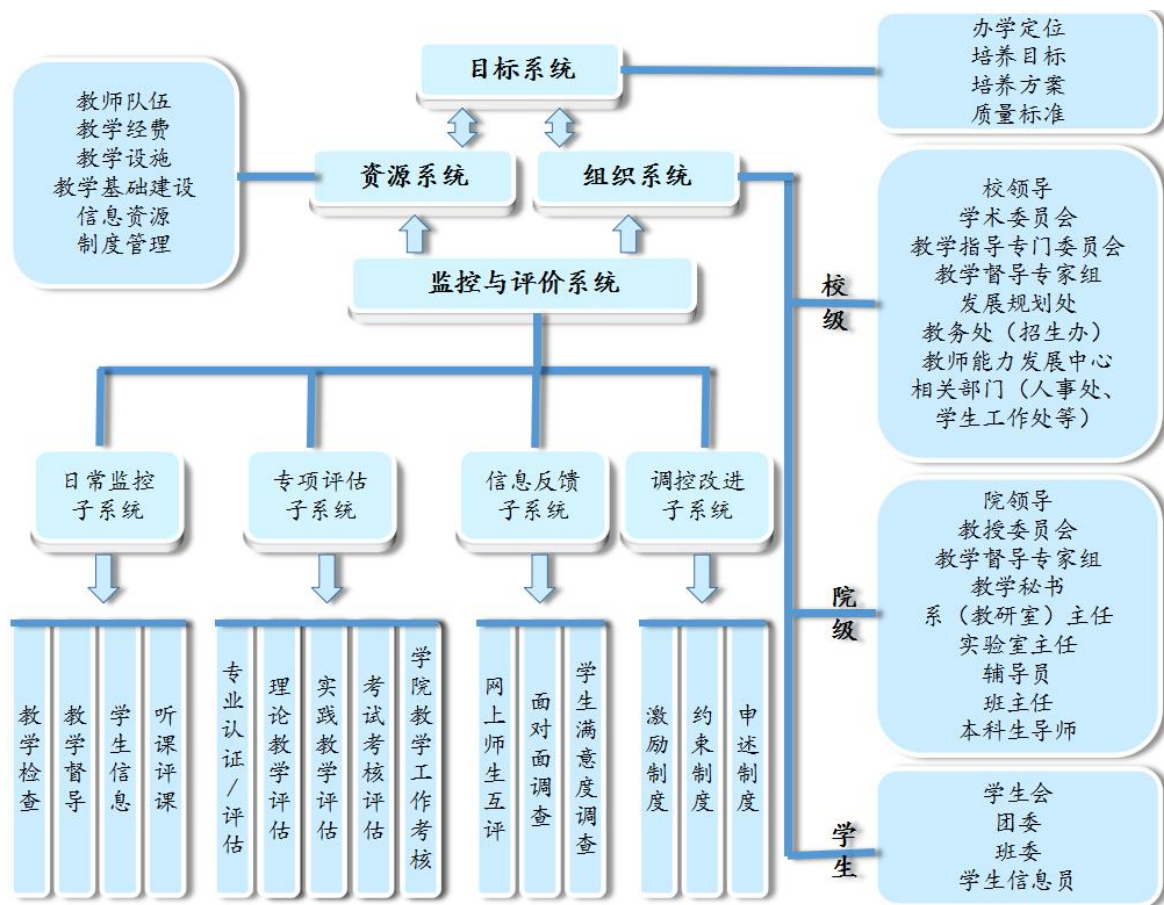 目标系统
办学定位
培养目标
培养方案
质量标准
教师队伍
教学经费
教学设施
教学基础建设
信息资源
制度管理
资源系统
组织系统
监控与评价系统
校级
校领导
学术委员会
教学指导专门委员会
教学督导专家组
发展规划处
教务处（招生办）
教师能力发展中心
相关部门（人事处、
学生工作处等）
日常监控
子系统
专项评估
子系统
信息反馈
子系统
调控改进
子系统
院级
院领导
教授委员会
教学督导专家组
教学秘书
系（教研室）主任
实验室主任
辅导员
班主任
本科生导师
教学检查
教学督导
学生信息
听课评课
专业认证/评估
理论教学评估
实践教学评估
考试考核评估
学院教学工作考核
网上师生互评
面对面调查
学生满意度调查
激励制度
约束制度
申述制度
学生
学生会
团委
班委
学生信息员